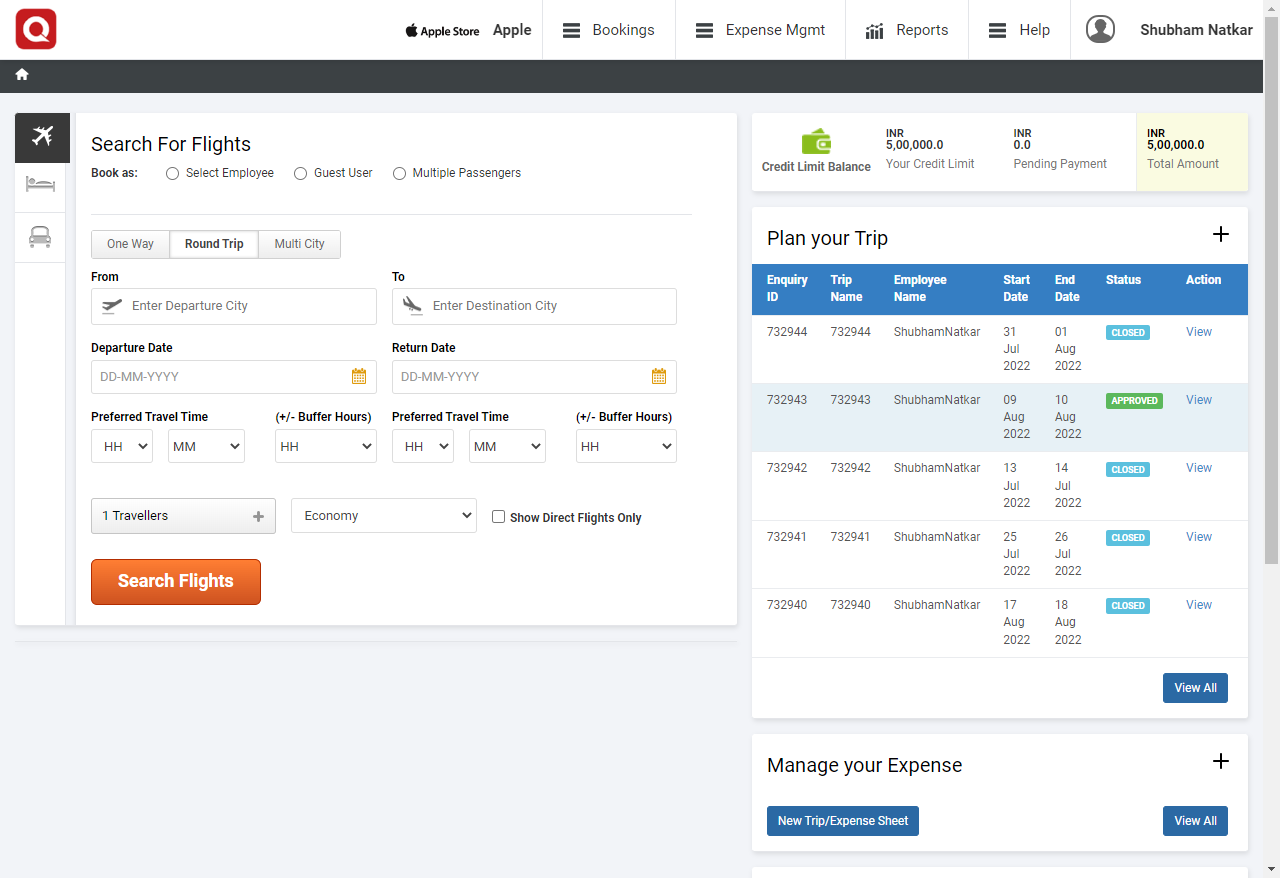 Q
Apple Store Apple Bookings Expense Mgmt Reports Help Shubham Natkar
Search For Flights
Book as: Select Employee Guest User Multiple Passengers
One Way Round Trip Multi City
From To
Enter Departure City Enter Destination City
Departure Date Return Date
DD-MM-YYYY DD-MM-YYYY
Preferred Travel Time (+/- Buffer Hours) Preferred Travel Time (+/- Buffer Hours)
HH MM HH HH MM HH
1 Travellers + Economy Show Direct Flights Only
Search Flights
Credit Limit Balance
INR
5,00,000.0
Your Credit Limit
INR
0.0
Pending Payment
INR
5,00,000.0
Total Amount
Plan your Trip +
Enquiry ID Trip Name Employee Name Start Date End Date Status Action
732944 732944 ShubhamNatkar 31 Jul 2022 01 Aug 2022 CLOSED View
732943 732943 ShubhamNatkar 09 Aug 2022 10 Aug 2022 APPROVED View
732942 732942 ShubhamNatkar 13 Jul 2022 14 Jul 2022 CLOSED View
732941 732941 ShubhamNatkar 25 Jul 2022 26 Jul 2022 CLOSED View
732940 732940 ShubhamNatkar 17 Aug 2022 18 Aug 2022 CLOSED View
View All
Manage your Expense +
New Trip/Expense Sheet View All